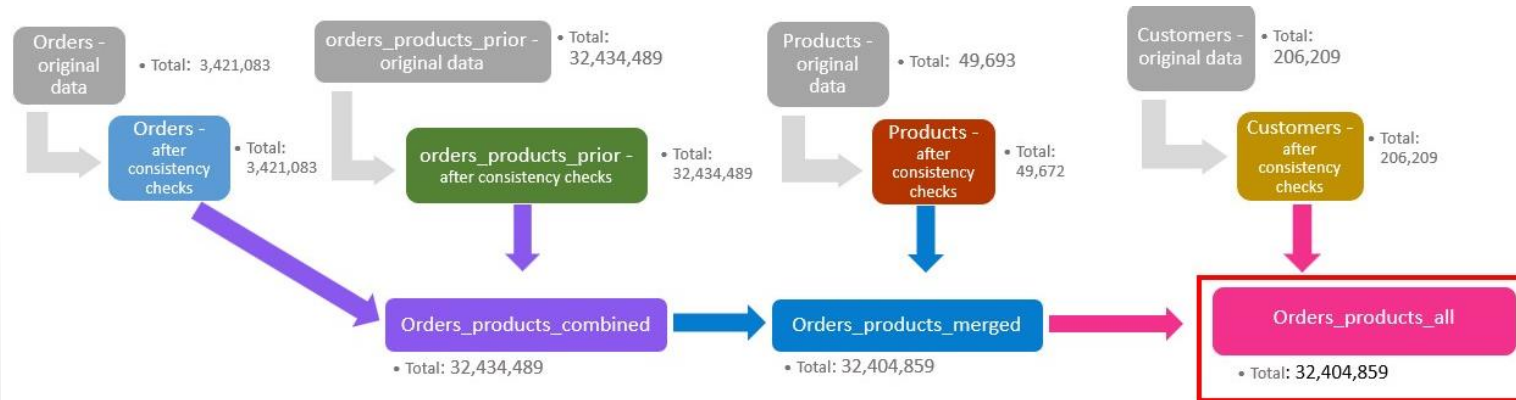 Orders -
original
data
• Total: 3,421,083
orders_products_prior -
original data
• Total:
32,434,489
Products -
original
data
• Total: 49,693
Customers -
original data
• Total:
206,209
Orders -
after
consistency
checks
• Total:
3,421,083
orders_products_prior -
after consistency checks
• Total:
32,434,489
Products -
after
consistency
checks
• Total:
49,672
Customers -
after
consistency
checks
• Total:
206,209
Orders_products_combined
• Total: 32,434,489
Orders_products_merged
• Total: 32,404,859
Orders_products_all
• Total: 32,404,859